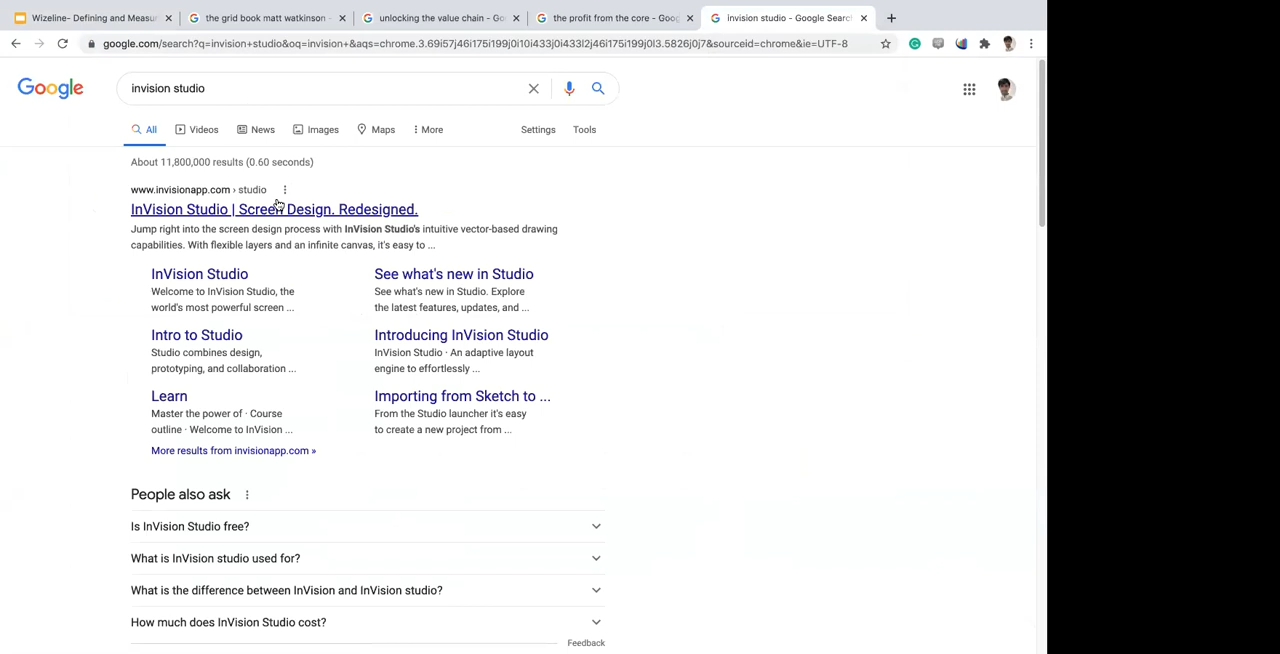 Wizeline- Defining and Measur
the grid book matt watkinson -
unlocking the value chain - Go
the profit from the core - Goog
invision studio - Google Searc
google.com/search?q=invision+studio&oq=invision+&aqs=chrome.3.69i57j46i175i199j0i10i433j0i433l2j46i175i199j0l3.5826j0j7&sourceid=chrome&ie=UTF-8
Google
invision studio
All
Videos
News
Images
Maps
More
Settings
Tools
About 11,800,000 results (0.60 seconds)
www.invisionapp.com › studio
InVision Studio | Screen Design. Redesigned.
Jump right into the screen design process with InVision Studio's intuitive vector-based drawing
capabilities. With flexible layers and an infinite canvas, it's easy to ...
InVision Studio
Welcome to InVision Studio, the
world's most powerful screen ...
See what's new in Studio
See what's new in Studio. Explore
the latest features, updates, and ...
Intro to Studio
Studio combines design,
prototyping, and collaboration ...
Introducing InVision Studio
InVision Studio · An adaptive layout
engine to effortlessly ...
Learn
Master the power of · Course
outline · Welcome to InVision ...
Importing from Sketch to ...
From the Studio launcher it's easy
to create a new project from ...
More results from invisionapp.com »
People also ask
Is InVision Studio free?
What is InVision studio used for?
What is the difference between InVision and InVision studio?
How much does InVision Studio cost?
Feedback